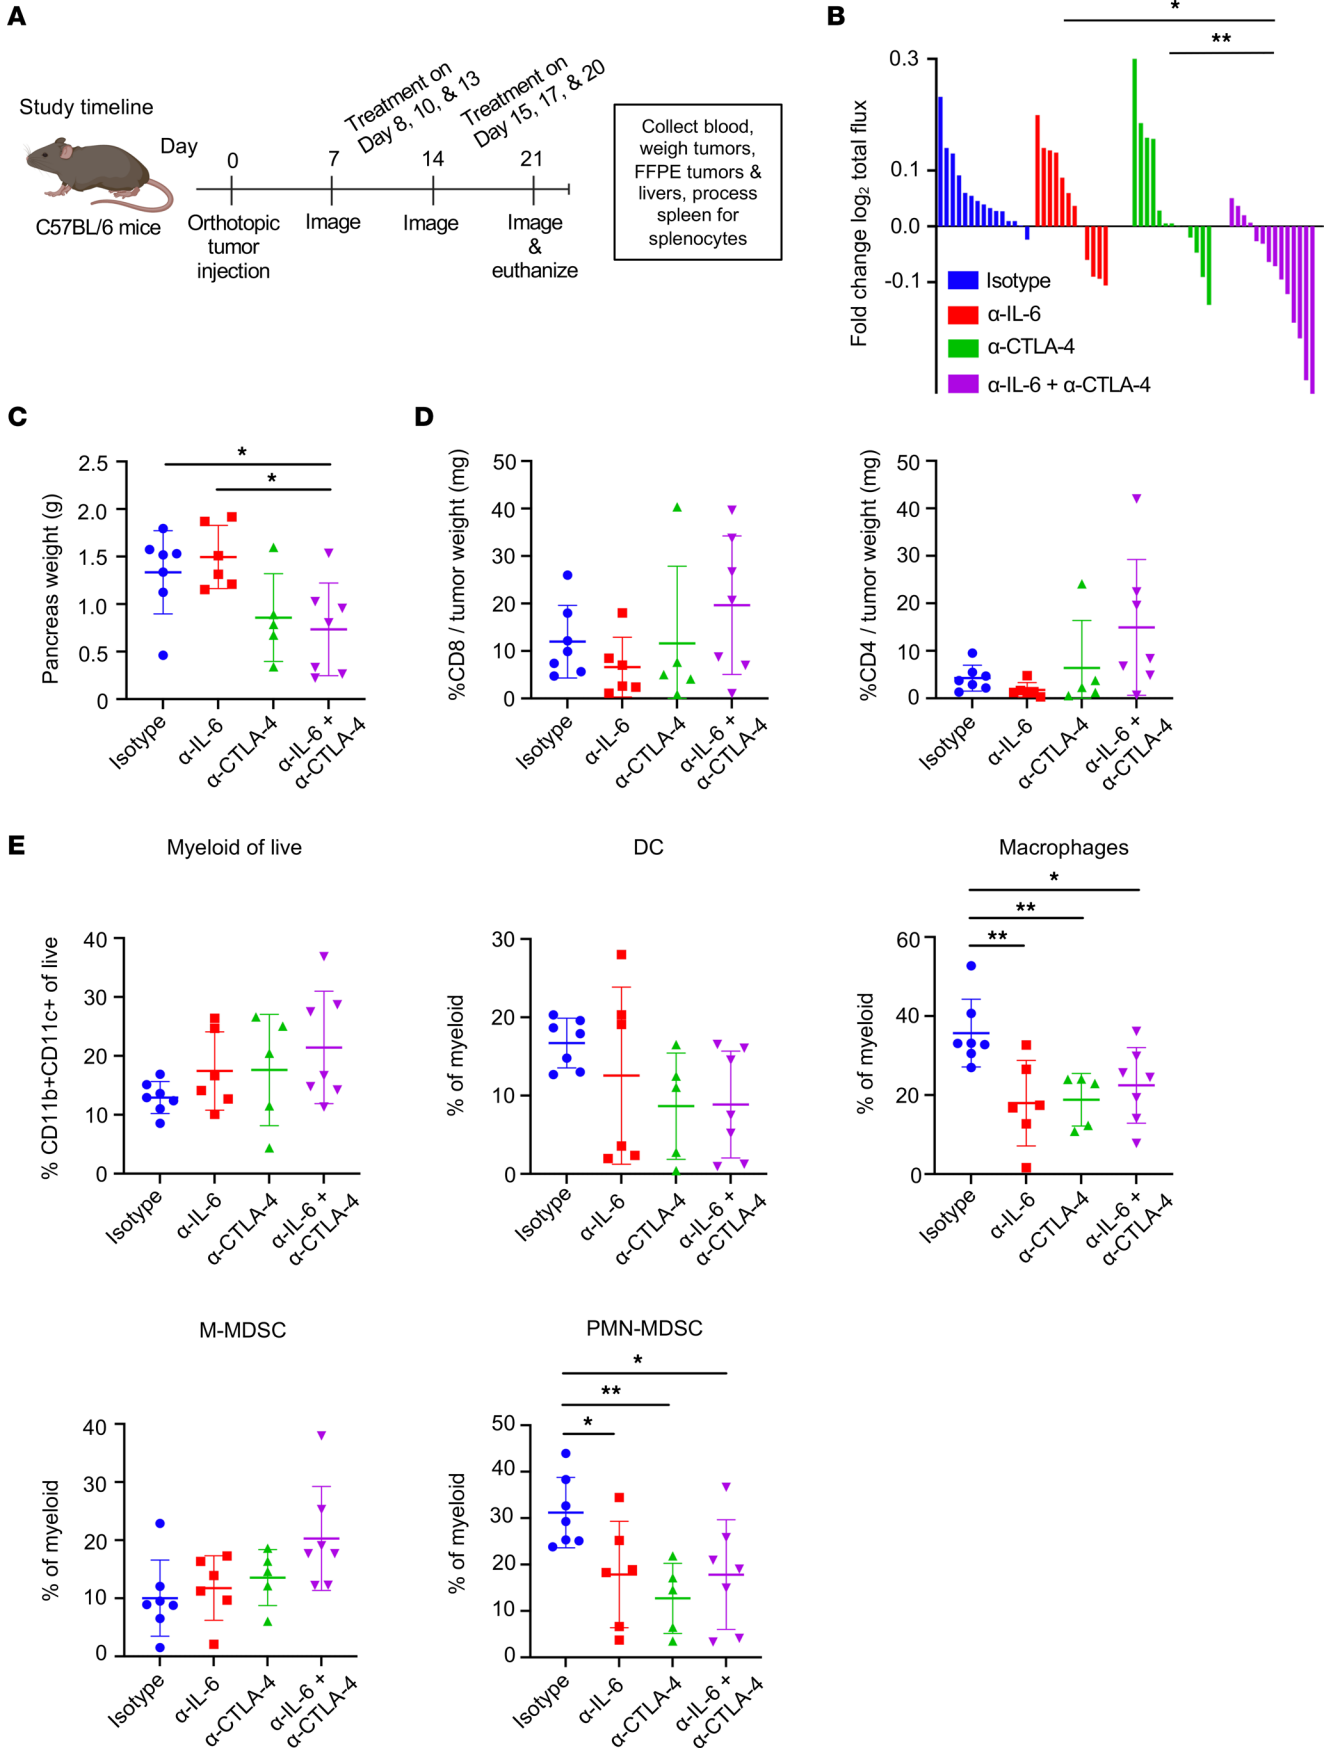 A
Study timeline
C57BL/6 mice
Day
0
7
14
21
Treatment on
Day 8, 10, & 13
Treatment on
Day 15, 17, & 20
Orthotopic
tumor
injection
Image
Image
Image
&
euthanize
Collect blood,
weigh tumors,
FFPE tumors &
livers, process
spleen for
splenocytes
B
*
**
Fold change log2 total flux
0.3
0.1
0.0
-0.1
Isotype
α-IL-6
α-CTLA-4
α-IL-6 + α-CTLA-4
C
*
*
Pancreas weight (g)
2.5
2.0
1.5
1.0
0.5
0
Isotype
α-IL-6
α-CTLA-4
α-IL-6 +
α-CTLA-4
D
%CD8 / tumor weight (mg)
50
40
30
20
10
0
Isotype
α-IL-6
α-CTLA-4
α-IL-6 +
α-CTLA-4
%CD4 / tumor weight (mg)
50
40
30
20
10
0
Isotype
α-IL-6
α-CTLA-4
α-IL-6 +
α-CTLA-4
E
Myeloid of live
% CD11b+CD11c+ of live
40
30
20
10
0
Isotype
α-IL-6
α-CTLA-4
α-IL-6 +
α-CTLA-4
DC
% of myeloid
30
20
10
0
Isotype
α-IL-6
α-CTLA-4
α-IL-6 +
α-CTLA-4
Macrophages
*
**
**
% of myeloid
60
40
20
0
Isotype
α-IL-6
α-CTLA-4
α-IL-6 +
α-CTLA-4
M-MDSC
% of myeloid
40
30
20
10
0
Isotype
α-IL-6
α-CTLA-4
α-IL-6 +
α-CTLA-4
PMN-MDSC
*
**
*
% of myeloid
50
40
30
20
10
0
Isotype
α-IL-6
α-CTLA-4
α-IL-6 +
α-CTLA-4